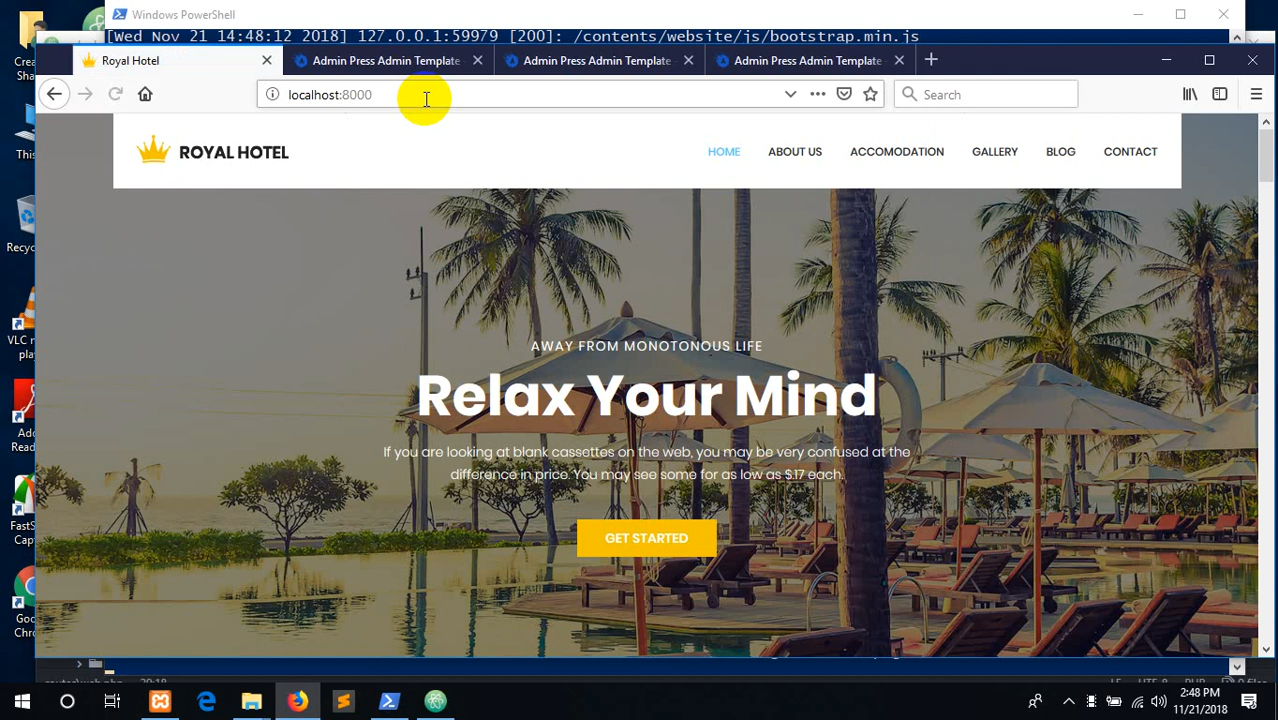 Windows PowerShell
[Wed Nov 21 14:48:12 2018] 127.0.0.1:59979 [200]: /contents/website/js/bootstrap.min.js
Royal Hotel
Admin Press Admin Template
Admin Press Admin Template
Admin Press Admin Template
localhost:8000
Search
ROYAL HOTEL
HOME
ABOUT US
ACCOMODATION
GALLERY
BLOG
CONTACT
AWAY FROM MONOTONOUS LIFE
Relax Your Mind
If you are looking at blank cassettes on the web, you may be very confused at the
difference in price. You may see some for as low as $.17 each.
GET STARTED
This
VLC
2:48 PM
11/21/2018